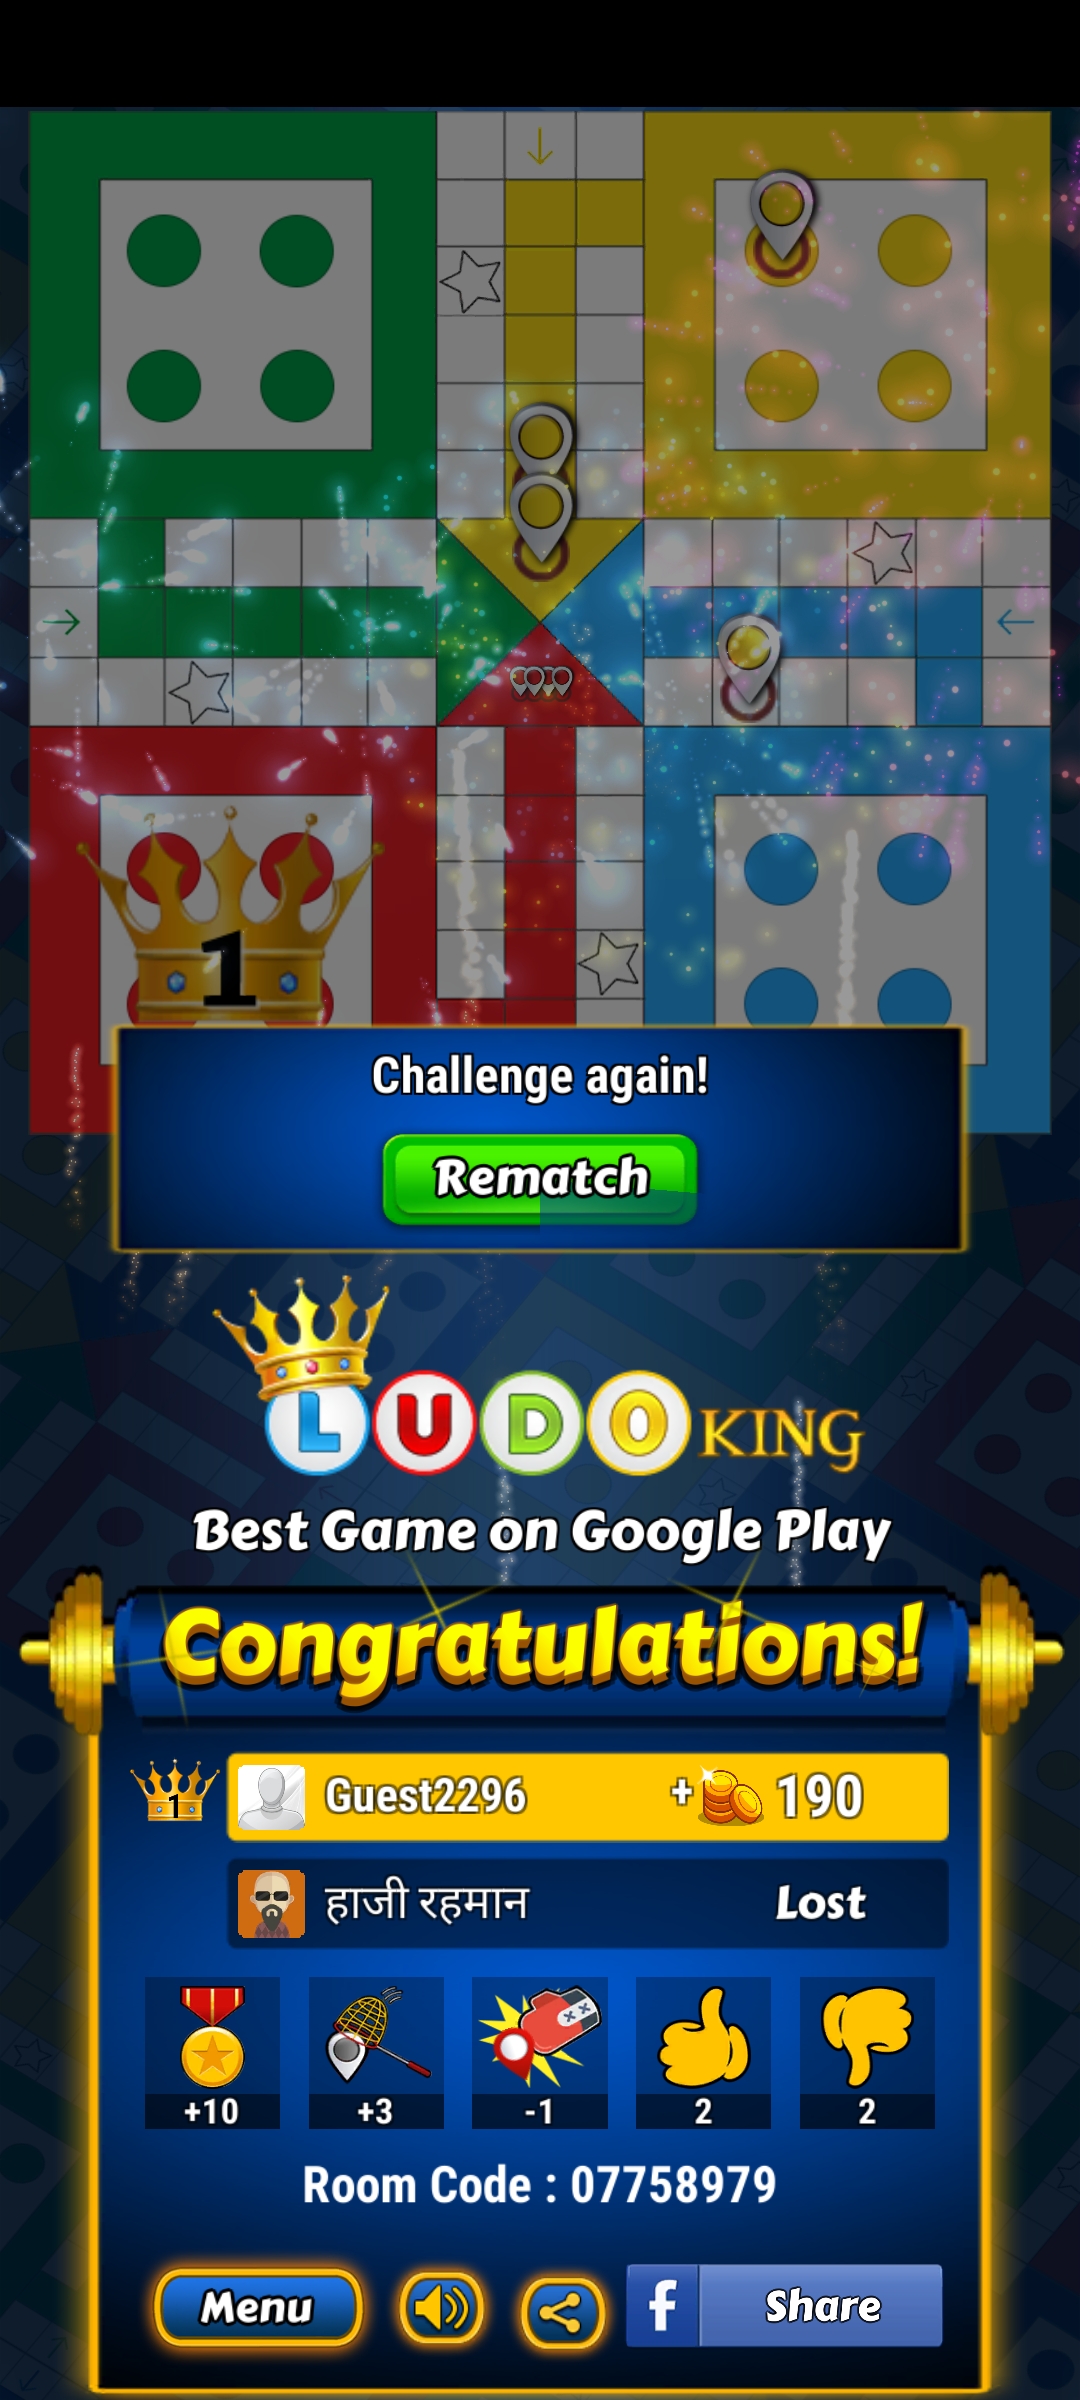 1
Challenge again!
Rematch
LUDO KING
Best Game on Google Play
Congratulations!
1 Guest2296 + 190
हाजी रहमान Lost
+10 +3 -1 2 2
Room Code : 07758979
Menu f Share